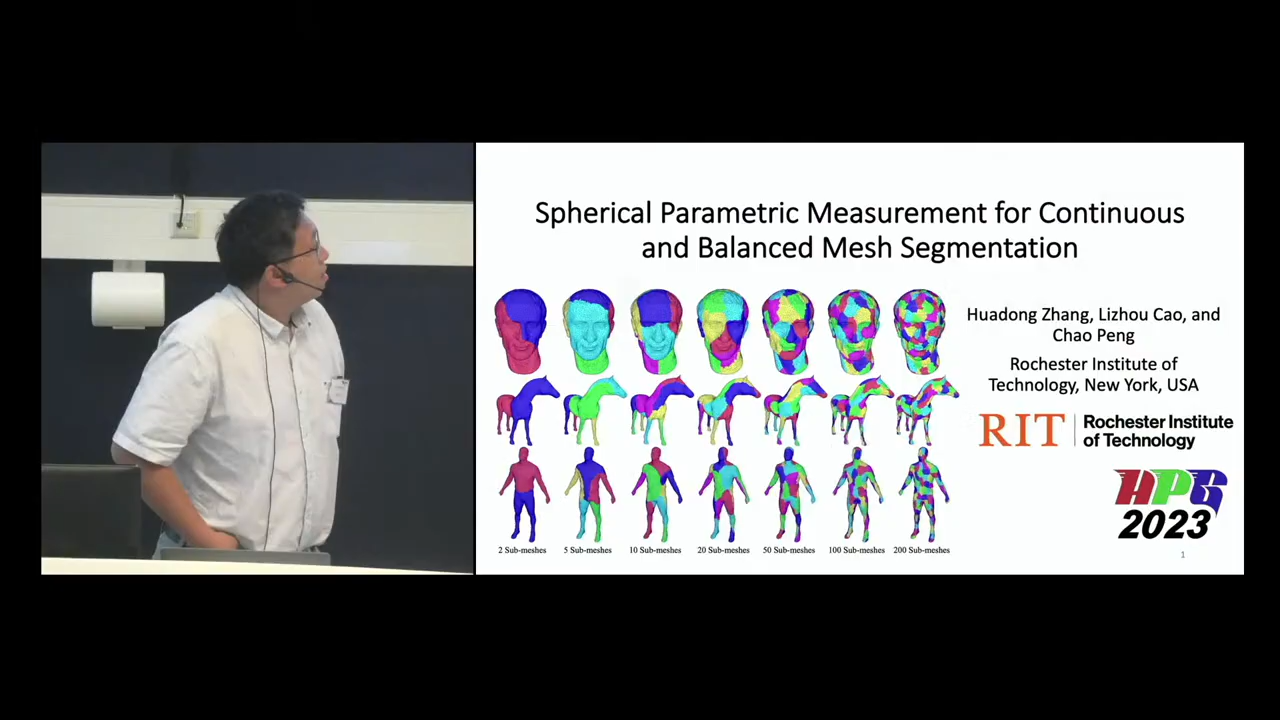 Spherical Parametric Measurement for Continuous
and Balanced Mesh Segmentation
Huadong Zhang, Lizhou Cao, and
Chao Peng
Rochester Institute of
Technology, New York, USA
RIT
Rochester Institute
of Technology
HPG
2023
2 Sub-meshes
5 Sub-meshes
10 Sub-meshes
20 Sub-meshes
50 Sub-meshes
100 Sub-meshes
200 Sub-meshes
1